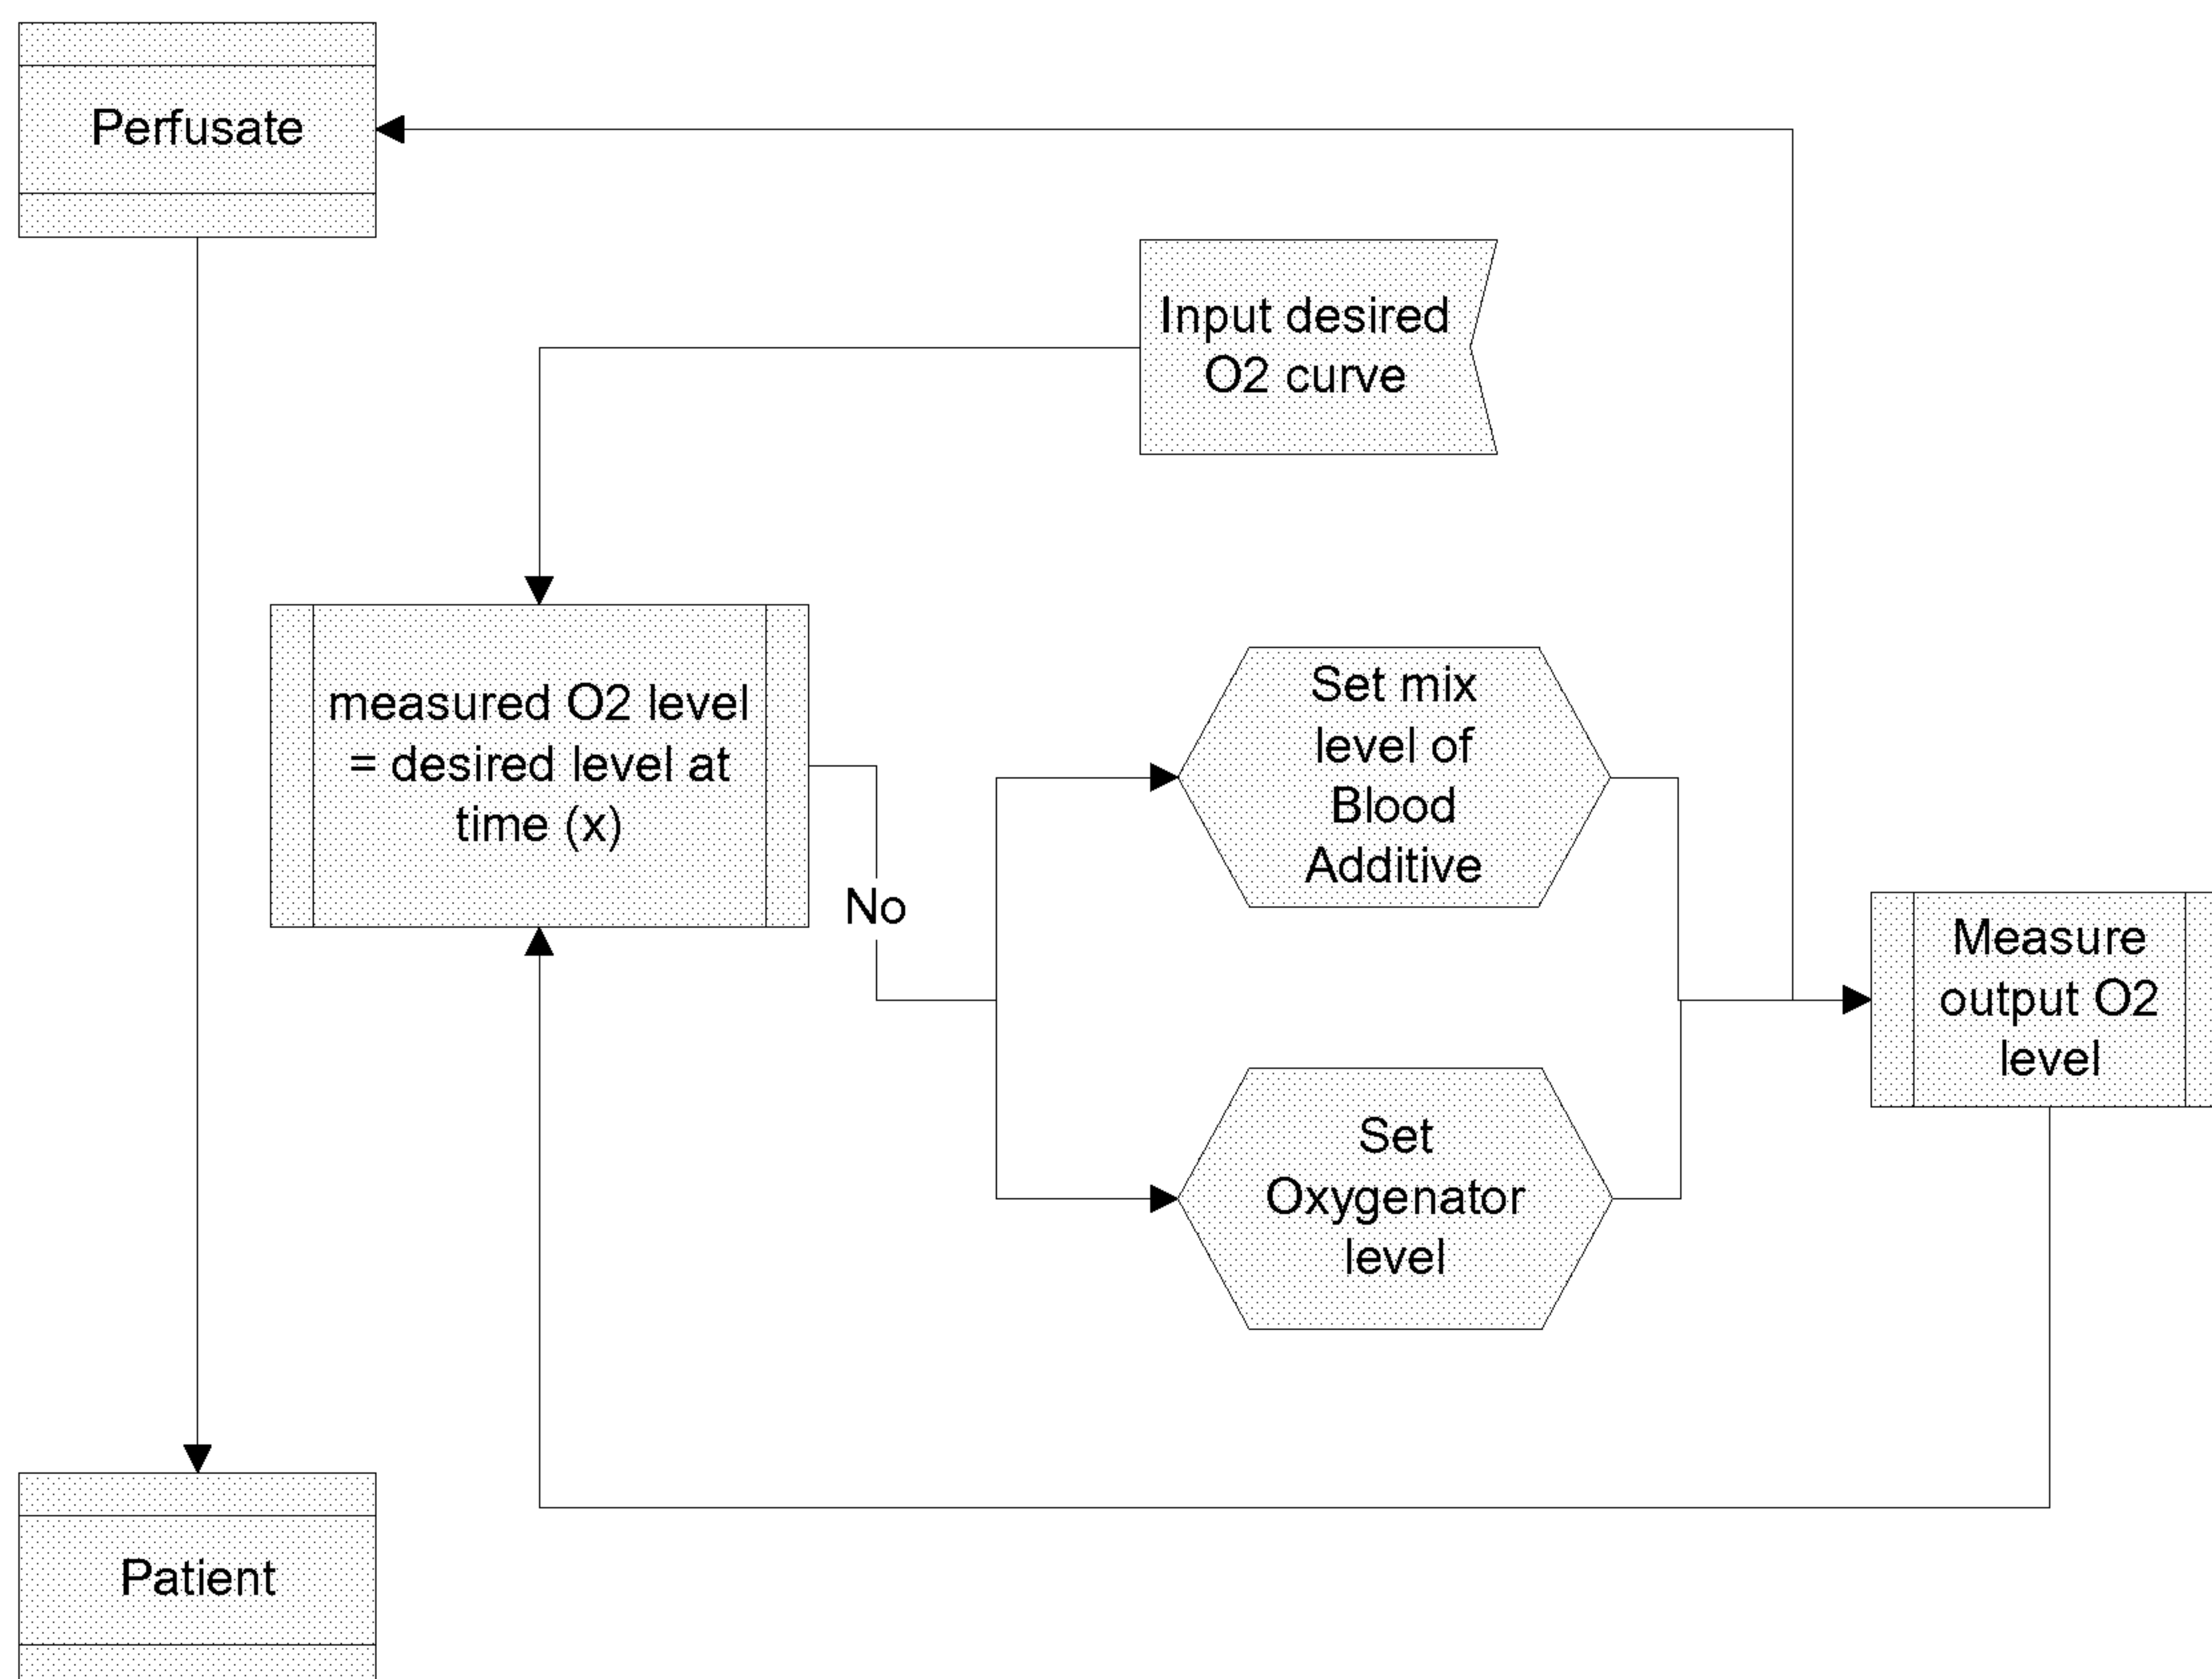 Perfusate
Input desired
O2 curve
measured O2 level
= desired level at
time (x)
No
Set mix
level of
Blood
Additive
Set
Oxygenator
level
Measure
output O2
level
Patient